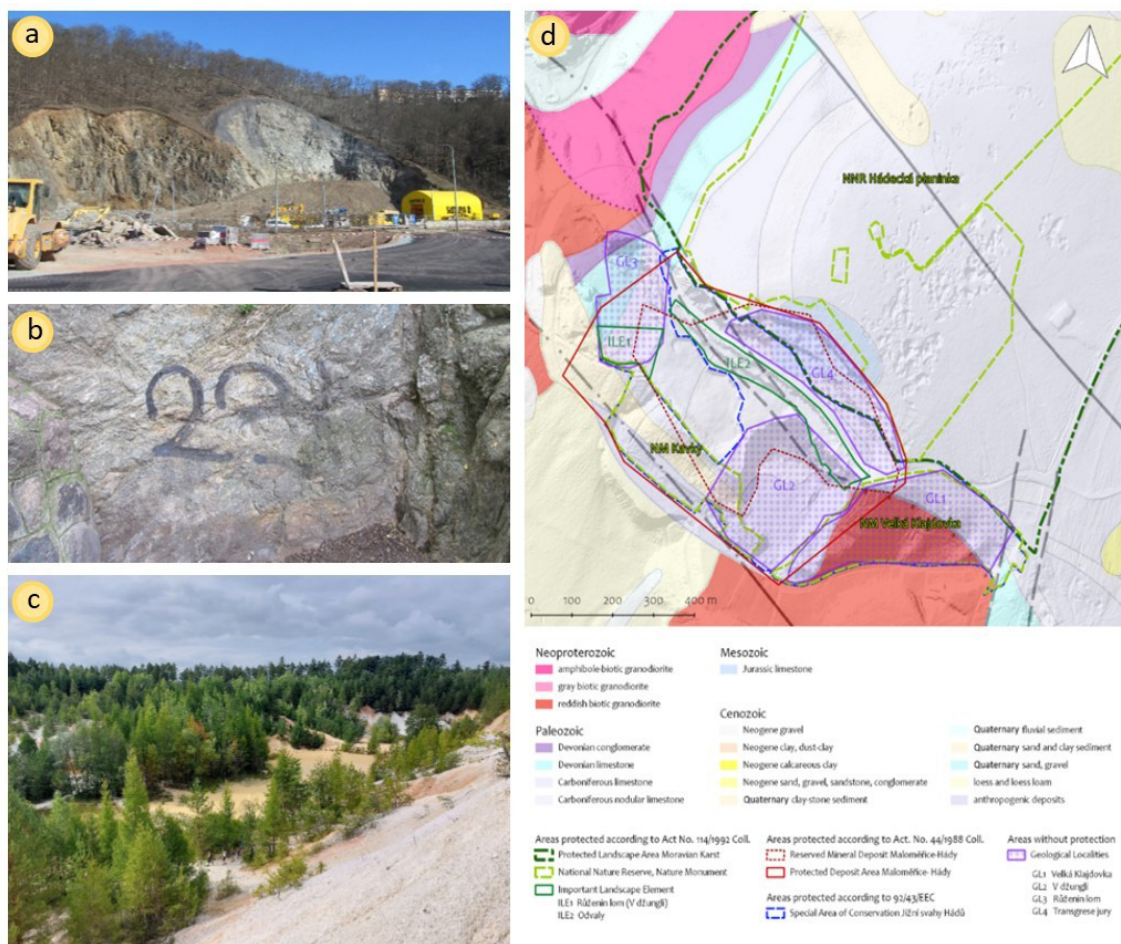 a
b
22
c
d
NNR Hádecká planinka
GL3
ILE1
ILE2
GL4
NM Kavky
GL2
GL1
NM Velká Klajdovka
0 100 200 300 400 m
Neoproterozoic
amphibole-biotic granodiorite
gray biotic granodiorite
reddish biotic granodiorite
Paleozoic
Devonian conglomerate
Devonian limestone
Carboniferous limestone
Carboniferous nodular limestone
Mesozoic
Jurassic limestone
Cenozoic
Neogene gravel
Neogene clay, dust-clay
Neogene calcareous clay
Neogene sand, gravel, sandstone, conglomerate
Quaternary clay-stone sediment
Quaternary fluvial sediment
Quaternary sand and clay sediment
Quaternary sand, gravel
loess and loess loam
anthropogenic deposits
Areas protected according to Act No. 114/1992 Coll.
Protected Landscape Area Moravian Karst
National Nature Reserve, Nature Monument
Important Landscape Element
ILE1 Růženin lom (V džungli)
ILE2 Odvaly
Areas protected according to Act. No. 44/1988 Coll.
Reserved Mineral Deposit Maloměřice-Hády
Protected Deposit Area Maloměřice- Hády
Areas protected according to 92/43/EEC
Special Area of Conservation Jižní svahy Hádů
Areas without protection
Geological Localities
GL1 Velká Klajdovka
GL2 V džungli
GL3 Růženin lom
GL4 Transgrese jury